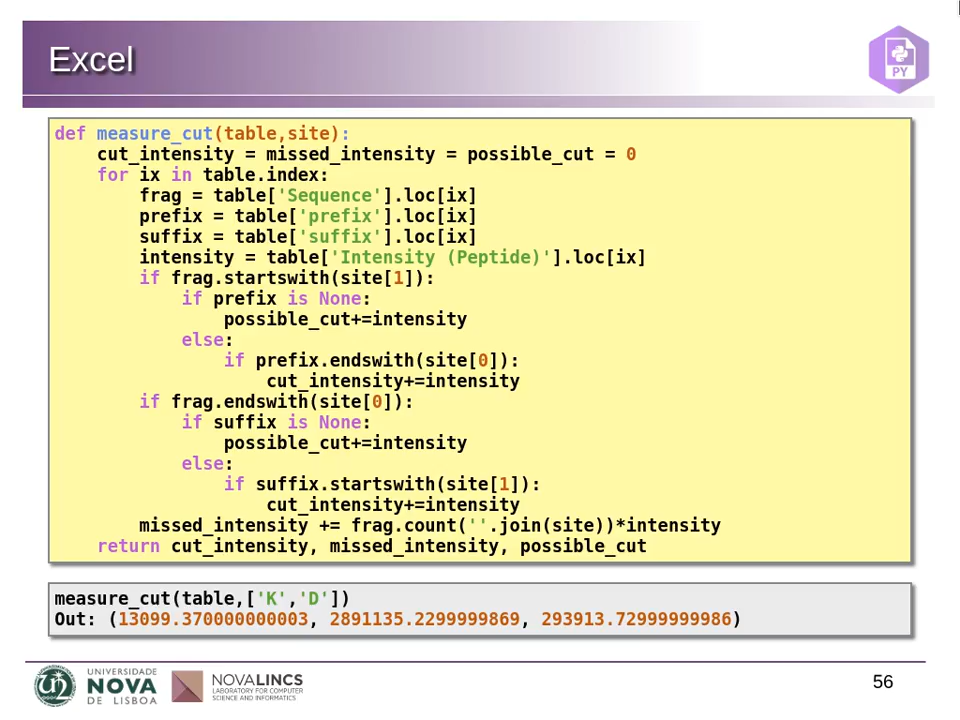 Excel
PY
def measure_cut(table,site):
    cut_intensity = missed_intensity = possible_cut = 0
    for ix in table.index:
        frag = table['Sequence'].loc[ix]
        prefix = table['prefix'].loc[ix]
        suffix = table['suffix'].loc[ix]
        intensity = table['Intensity (Peptide)'].loc[ix]
        if frag.startswith(site[1]):
            if prefix is None:
                possible_cut+=intensity
            else:
                if prefix.endswith(site[0]):
                    cut_intensity+=intensity
        if frag.endswith(site[0]):
            if suffix is None:
                possible_cut+=intensity
            else:
                if suffix.startswith(site[1]):
                    cut_intensity+=intensity
        missed_intensity += frag.count(''.join(site))*intensity
    return cut_intensity, missed_intensity, possible_cut
measure_cut(table,['K','D'])
Out: (13099.370000000003, 2891135.2299999869, 293913.72999999986)
UNIVERSIDADE
NOVA
DE LISBOA
NOVALINCS
LABORATORY FOR COMPUTER
SCIENCE AND INFORMATICS
56